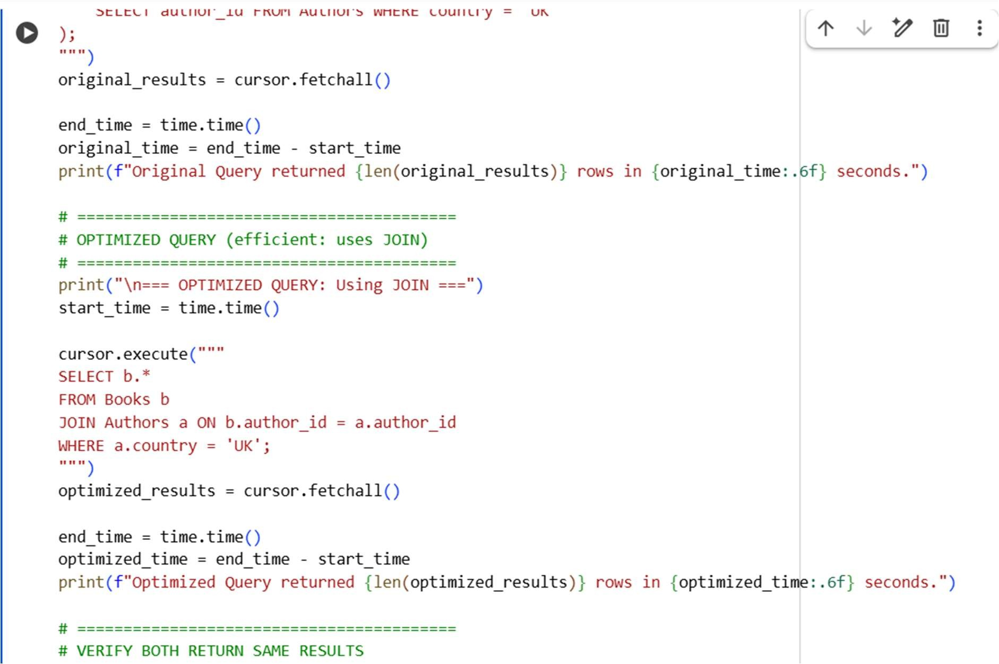 SELECT author_id FROM Authors WHERE country = 'UK'
);
""")
original_results = cursor.fetchall()
end_time = time.time()
original_time = end_time - start_time
print(f"Original Query returned {len(original_results)} rows in {original_time:.6f} seconds.")
# =========================================
# OPTIMIZED QUERY (efficient: uses JOIN)
# =========================================
print("\n=== OPTIMIZED QUERY: Using JOIN ===")
start_time = time.time()
cursor.execute("""
SELECT b.*
FROM Books b
JOIN Authors a ON b.author_id = a.author_id
WHERE a.country = 'UK';
""")
optimized_results = cursor.fetchall()
end_time = time.time()
optimized_time = end_time - start_time
print(f"Optimized Query returned {len(optimized_results)} rows in {optimized_time:.6f} seconds.")
# =========================================
# VERIFY BOTH RETURN SAME RESULTS